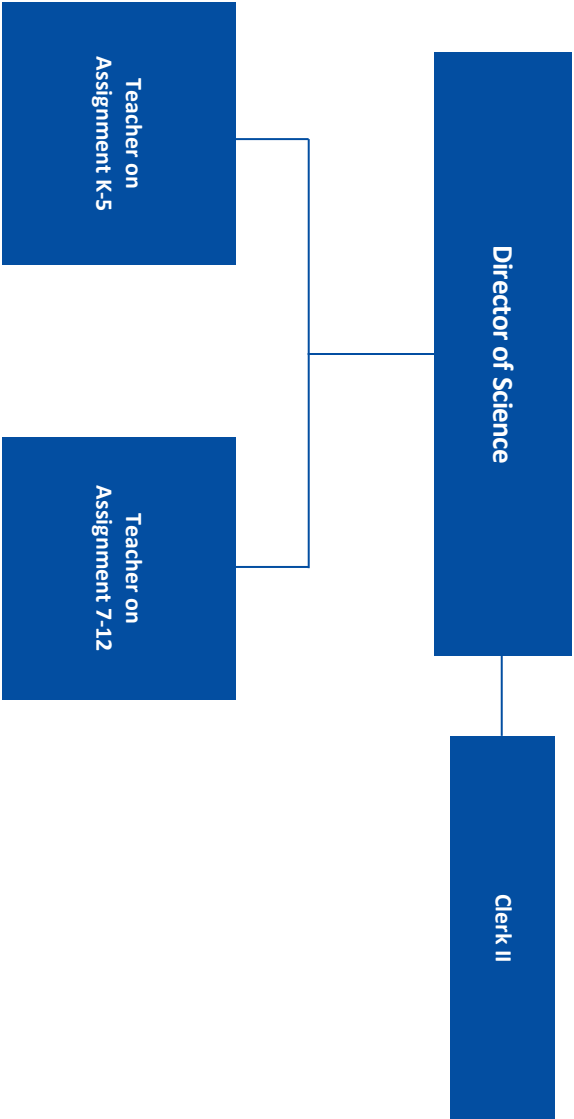 Director of Science
Clerk II
Teacher on
Assignment K-5
Teacher on
Assignment 7-12